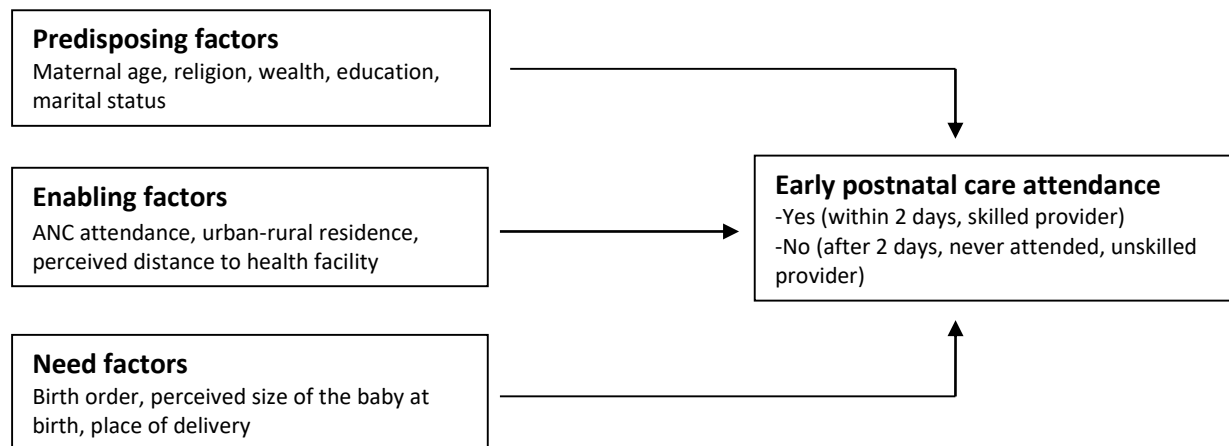 Predisposing factors
Maternal age, religion, wealth, education,
marital status
Enabling factors
ANC attendance, urban-rural residence,
perceived distance to health facility
Need factors
Birth order, perceived size of the baby at
birth, place of delivery
Early postnatal care attendance
-Yes (within 2 days, skilled provider)
-No (after 2 days, never attended, unskilled
provider)